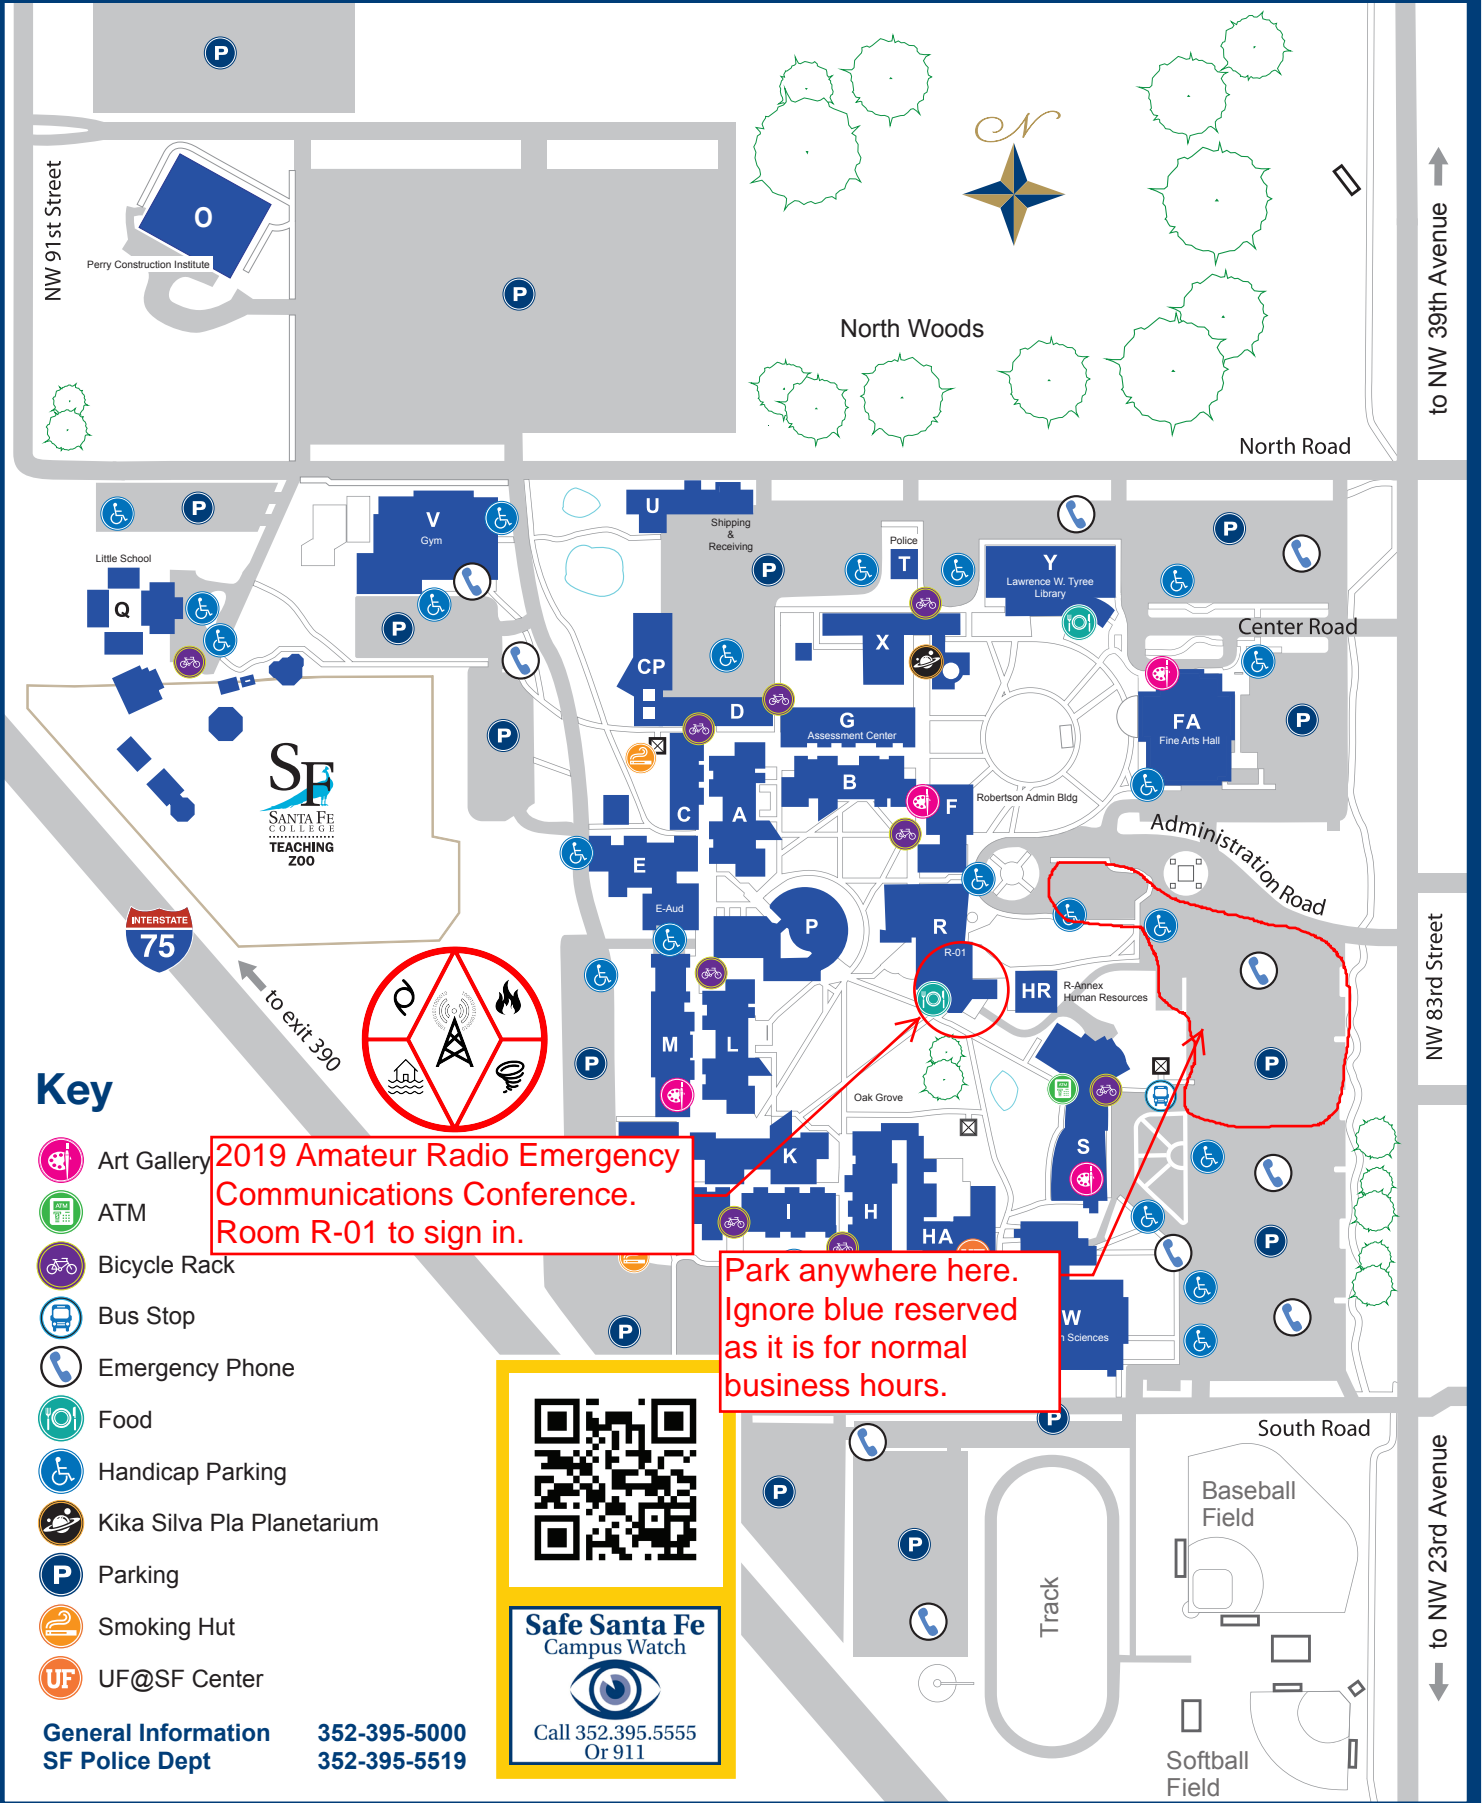 P
NW 91st Street
O
Perry Construction Institute
P
N
North Woods
to NW 39th Avenue
North Road
P
V
Gym
U
Shipping
&
Receiving
P
Police
T
Y
Lawrence W. Tyree
Library
P
Little School
Q
P
CP
X
Center Road
D
G
Assessment Center
FA
Fine Arts Hall
P
P
SF
SANTA FE
COLLEGE
TEACHING
ZOO
C
A
B
F
Robertson Admin Bldg
Administration Road
E
E-Aud
P
R
R-01
HR
R-Annex
Human Resources
INTERSTATE
75
to exit 390
NW 83rd Street
P
M
L
P
Oak Grove
S
K
I
H
HA
P
W
Sciences
P
2019 Amateur Radio Emergency
Communications Conference.
Room R-01 to sign in.
Park anywhere here.
Ignore blue reserved
as it is for normal
business hours.
Key
Art Gallery
ATM
ATM
Bicycle Rack
Bus Stop
Emergency Phone
Food
Handicap Parking
Kika Silva Pla Planetarium
P
Parking
Smoking Hut
UF
UF@SF Center
General Information 352-395-5000
SF Police Dept 352-395-5519
Safe Santa Fe
Campus Watch
Call 352.395.5555
Or 911
P
South Road
P
P
Track
Baseball
Field
Softball
Field
to NW 23rd Avenue